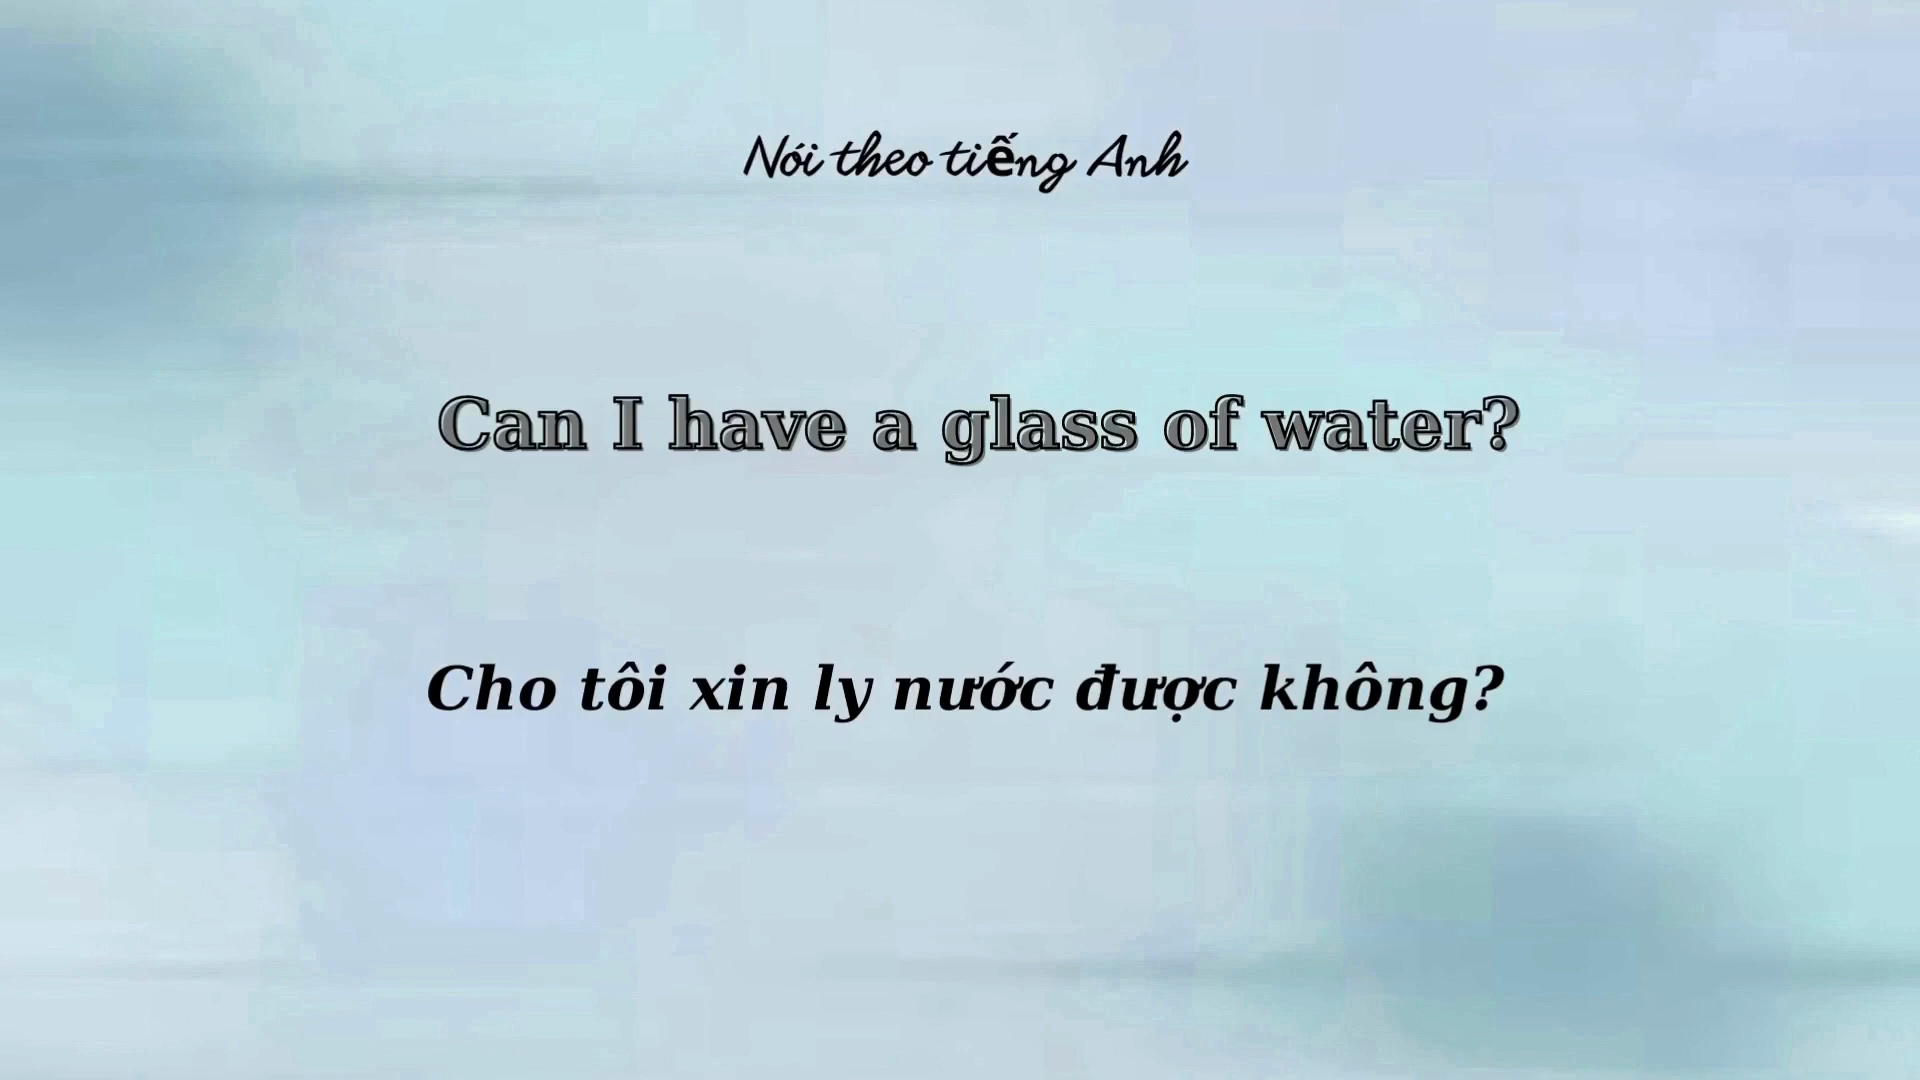 Nói theo tiếng Anh
Can I have a glass of water?
Cho tôi xin ly nước được không?